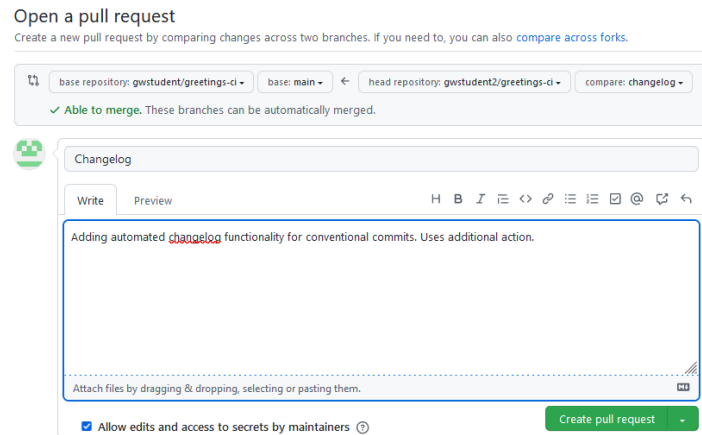 Open a pull request
Create a new pull request by comparing changes across two branches. If you need to, you can also compare across forks.
base repository: gwstudent/greetings-ci base: main ← head repository: gwstudent2/greetings-ci compare: changelog
✓ Able to merge. These branches can be automatically merged.
Changelog
Write Preview
Adding automated changelog functionality for conventional commits. Uses additional action.
Attach files by dragging & dropping, selecting or pasting them.
Allow edits and access to secrets by maintainers
Create pull request